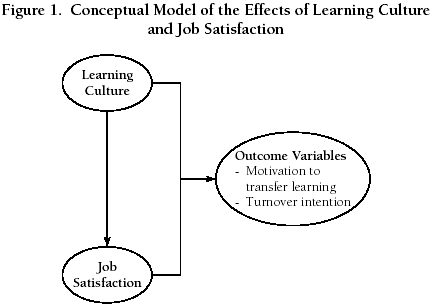 Figure 1. Conceptual Model of the Effects of Learning Culture
and Job Satisfaction
Learning
Culture
Outcome Variables
- Motivation to
transfer learning
- Turnover intention
Job
Satisfaction